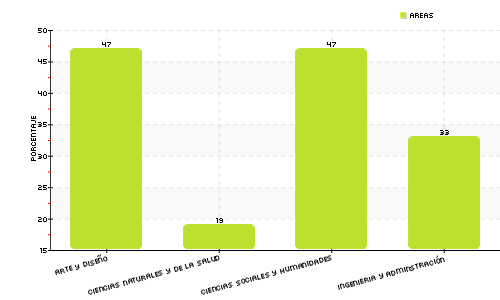 AREAS
50
47
47
45
40
35
33
30
25
20
19
15
PORCENTAJE
ARTE Y DISEÑO
CIENCIAS NATURALES Y DE LA SALUD
CIENCIAS SOCIALES Y HUMANIDADES
INGENIERIA Y ADMINSTRACIÓN